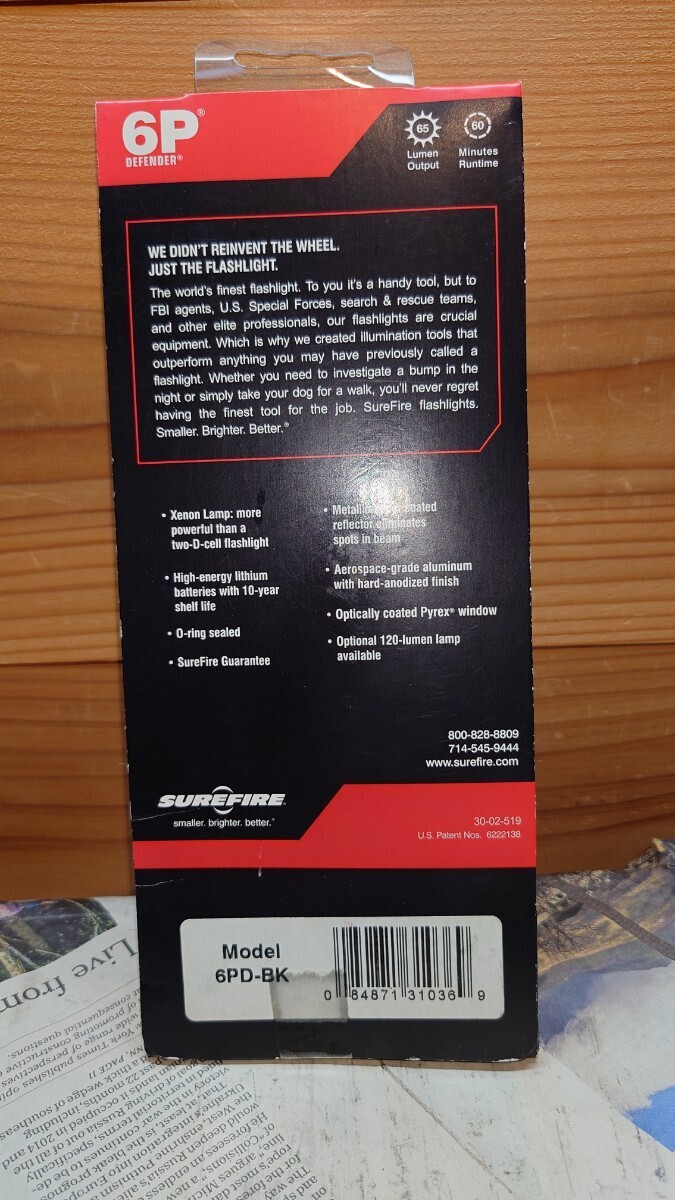 6P®
DEFENDER®
65
Lumen
Output
60
Minutes
Runtime
WE DIDN'T REINVENT THE WHEEL.
JUST THE FLASHLIGHT.
The world's finest flashlight. To you it's a handy tool, but to
FBI agents, U.S. Special Forces, search & rescue teams,
and other elite professionals, our flashlights are crucial
equipment. Which is why we created illumination tools that
outperform anything you may have previously called a
flashlight. Whether you need to investigate a bump in the
night or simply take your dog for a walk, you'll never regret
having the finest tool for the job. SureFire flashlights.
Smaller. Brighter. Better.®
• Xenon Lamp: more
powerful than a
two-D-cell flashlight
• High-energy lithium
batteries with 10-year
shelf life
• O-ring sealed
• SureFire Guarantee
• coated
reflector eliminates
spots in beam
• Aerospace-grade aluminum
with hard-anodized finish
• Optically coated Pyrex® window
• Optional 120-lumen lamp
available
800-828-8809
714-545-9444
www.surefire.com
SUREFIRE
smaller. brighter. better.®
30-02-519
U.S. Patent Nos. 6222138
Model
6PD-BK
0 84871 31036 9
Live from